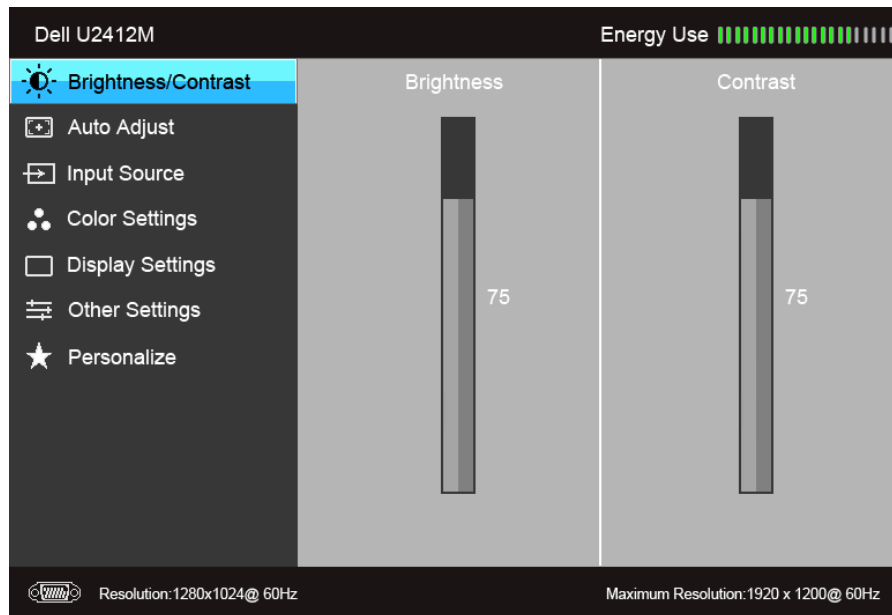 Dell U2412M
Energy Use
Brightness/Contrast
Auto Adjust
Input Source
Color Settings
Display Settings
Other Settings
Personalize
Brightness
75
Contrast
75
Resolution:1280x1024@ 60Hz
Maximum Resolution:1920 x 1200@ 60Hz